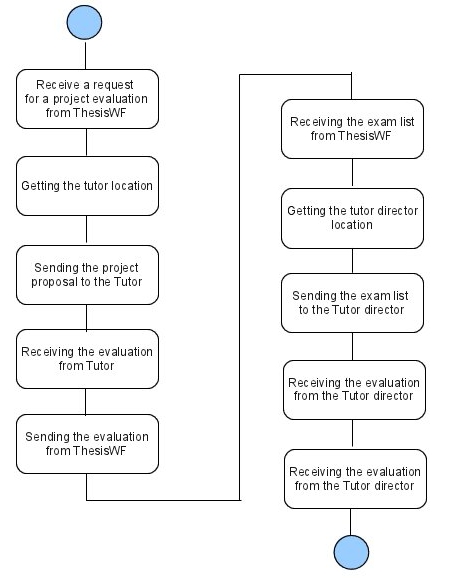 Receive a request
for a project evaluation
from ThesisWF
Getting the tutor location
Sending the project
proposal to the Tutor
Receiving the evaluation
from Tutor
Sending the evaluation
from ThesisWF
Receiving the exam list
from ThesisWF
Getting the tutor director
location
Sending the exam list
to the Tutor director
Receiving the evaluation
from the Tutor director
Receiving the evaluation
from the Tutor director